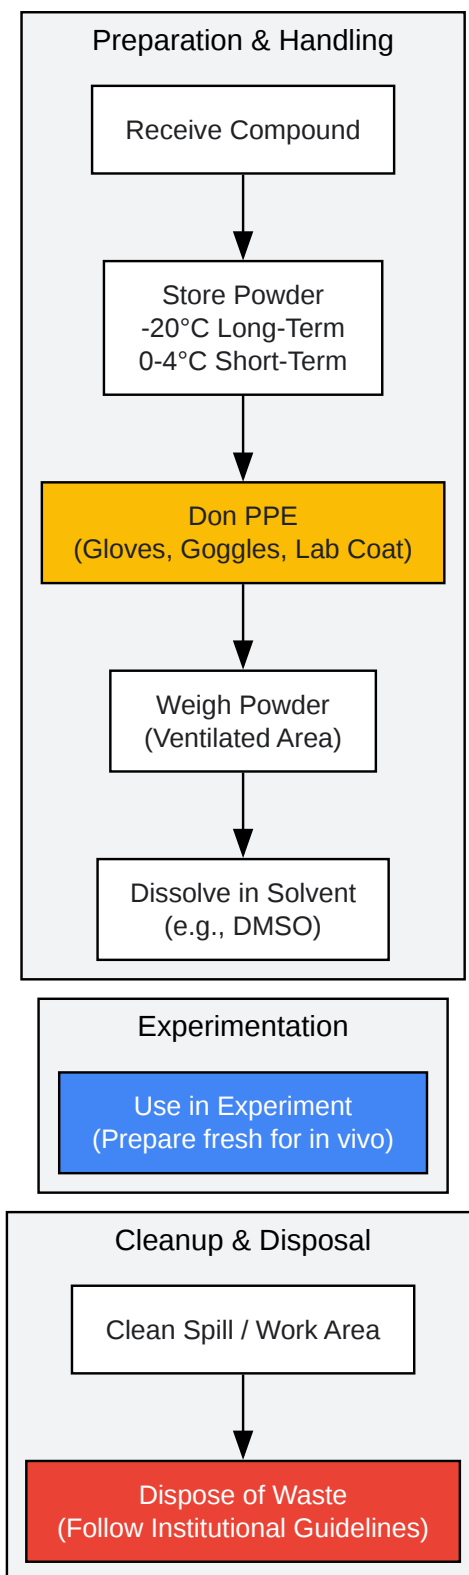 Preparation & Handling
Receive Compound
Store Powder
-20°C Long-Term
0-4°C Short-Term
Don PPE
(Gloves, Goggles, Lab Coat)
Weigh Powder
(Ventilated Area)
Dissolve in Solvent
(e.g., DMSO)
Experimentation
Use in Experiment
(Prepare fresh for in vivo)
Cleanup & Disposal
Clean Spill / Work Area
Dispose of Waste
(Follow Institutional Guidelines)